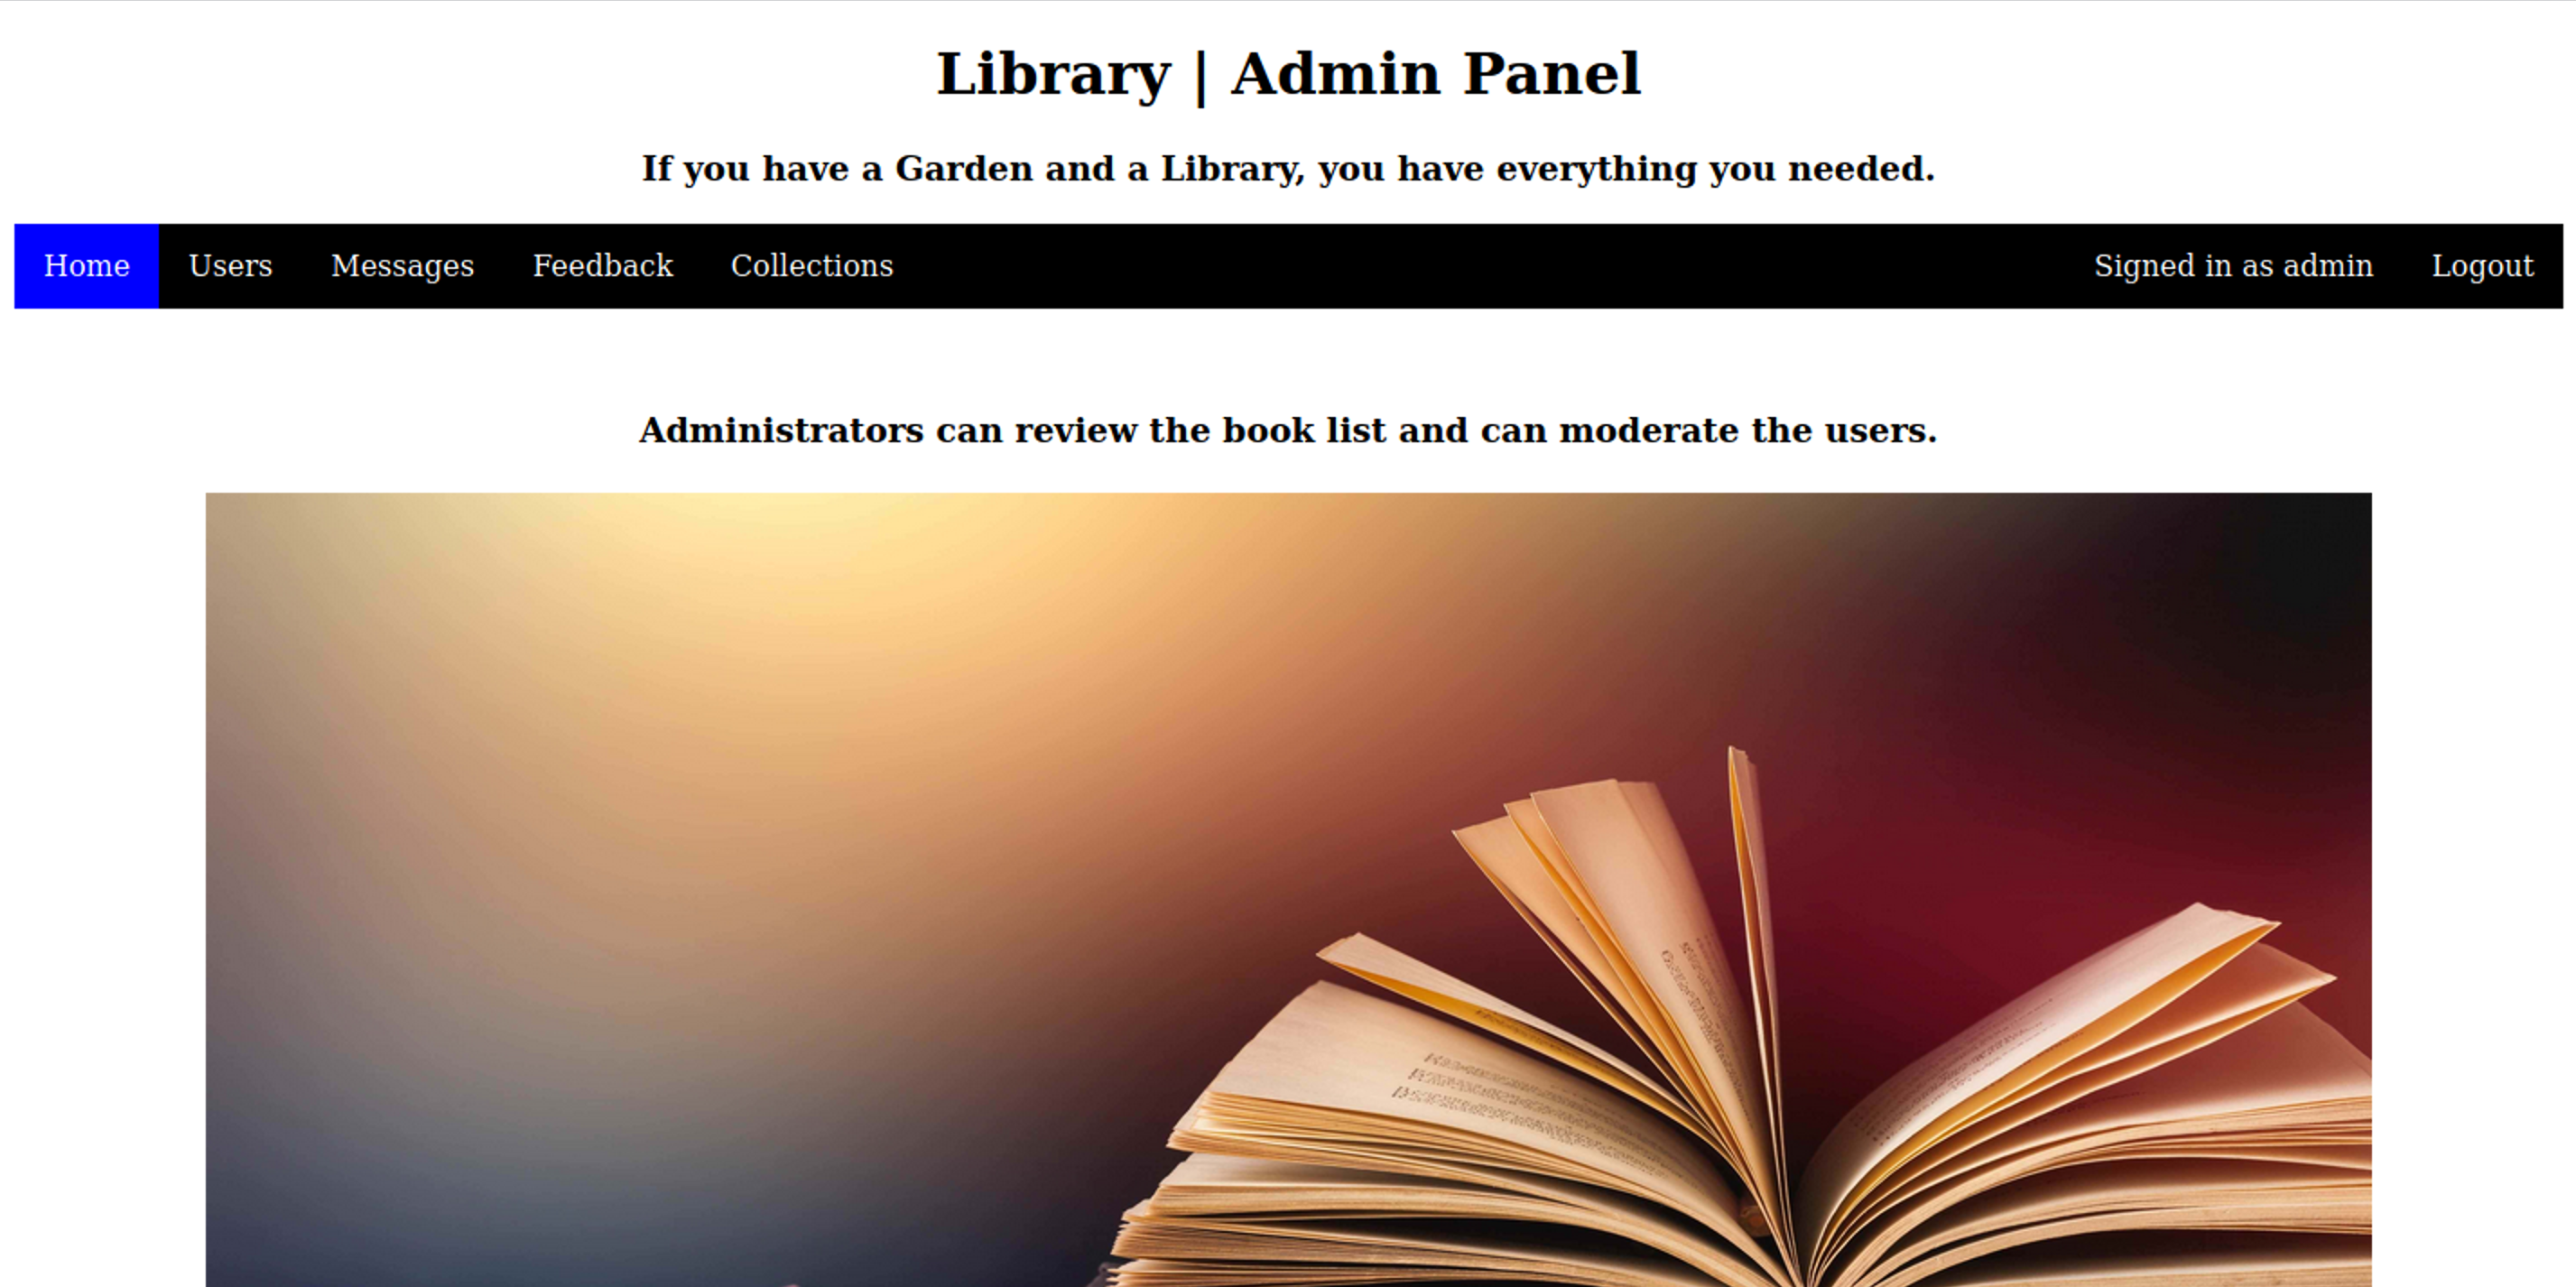 Library | Admin Panel
If you have a Garden and a Library, you have everything you needed.
Home Users Messages Feedback Collections Signed in as admin Logout
Administrators can review the book list and can moderate the users.